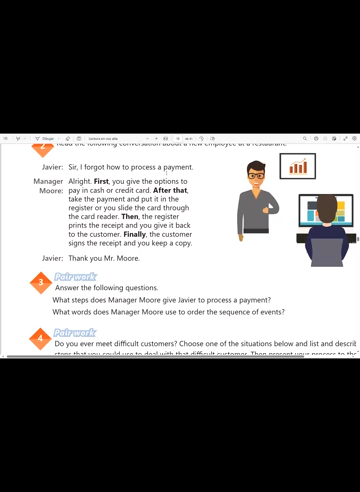 2 Read the following conversation about a new employee at a restaurant.
Javier: Sir, I forgot how to process a payment.
Manager Moore: Alright. First, you give the options to
pay in cash or credit card. After that,
take the payment and put it in the
register or you slide the card through
the card reader. Then, the register
prints the receipt and you give it back
to the customer. Finally, the customer
signs the receipt and you keep a copy.
Javier: Thank you Mr. Moore.
3 Pair work
Answer the following questions.
What steps does Manager Moore give Javier to process a payment?
What words does Manager Moore use to order the sequence of events?
4 Pair work
Do you ever meet difficult customers? Choose one of the situations below and list and describ
steps that you could use to deal with that difficult customer. Then present your process to the